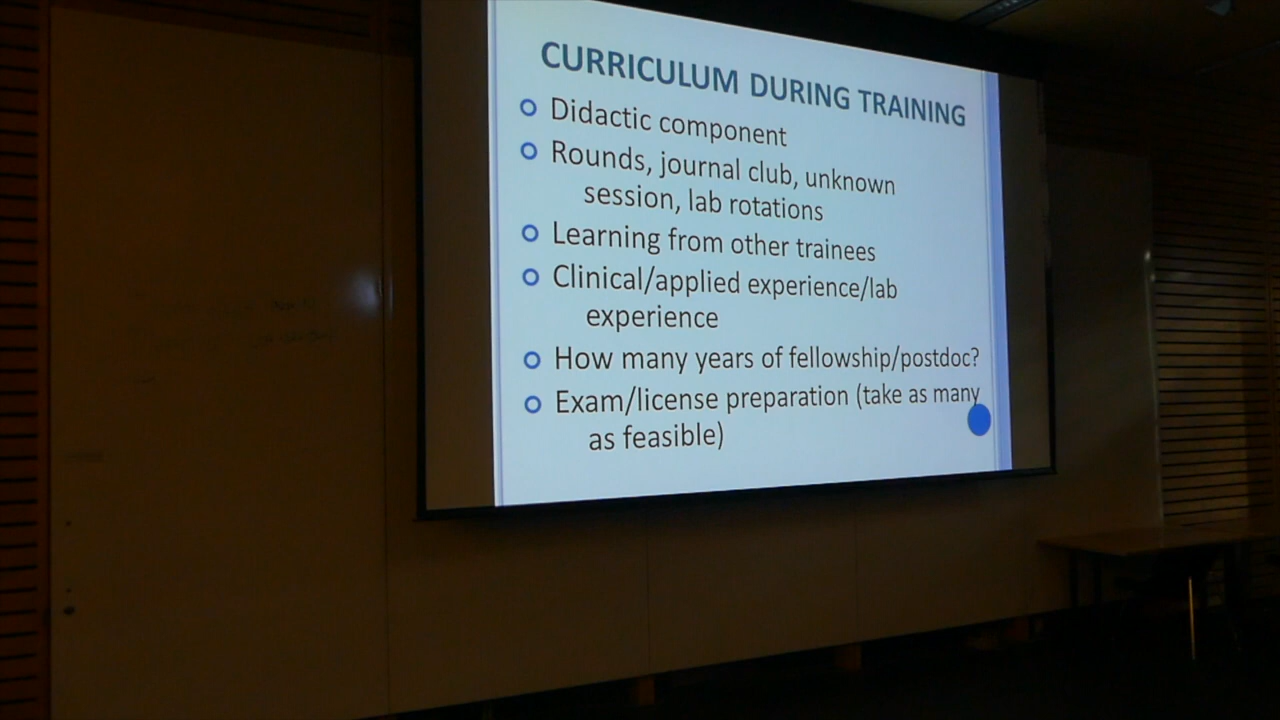 CURRICULUM DURING TRAINING
Didactic component
Rounds, journal club, unknown
session, lab rotations
Learning from other trainees
Clinical/applied experience/lab
experience
How many years of fellowship/postdoc?
Exam/license preparation (take as many
as feasible)